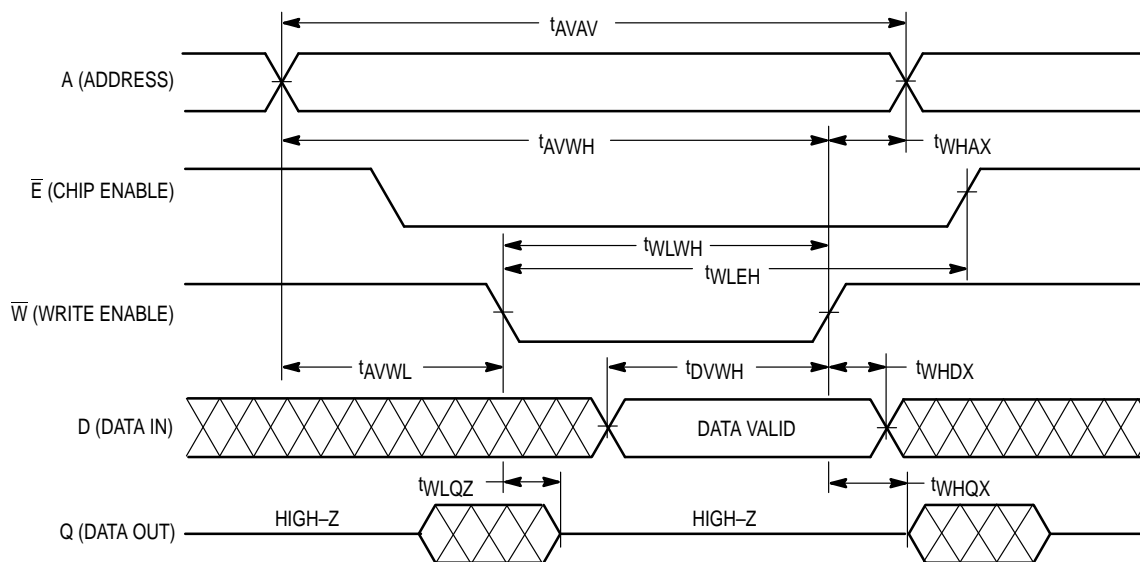 tAVAV
A (ADDRESS)
tAVWH
tWHAX
E (CHIP ENABLE)
tWLWH
tWLEH
W (WRITE ENABLE)
tAVWL
tDVWH
tWHDX
D (DATA IN)
DATA VALID
tWLQZ
tWHQX
Q (DATA OUT)
HIGH–Z
HIGH–Z